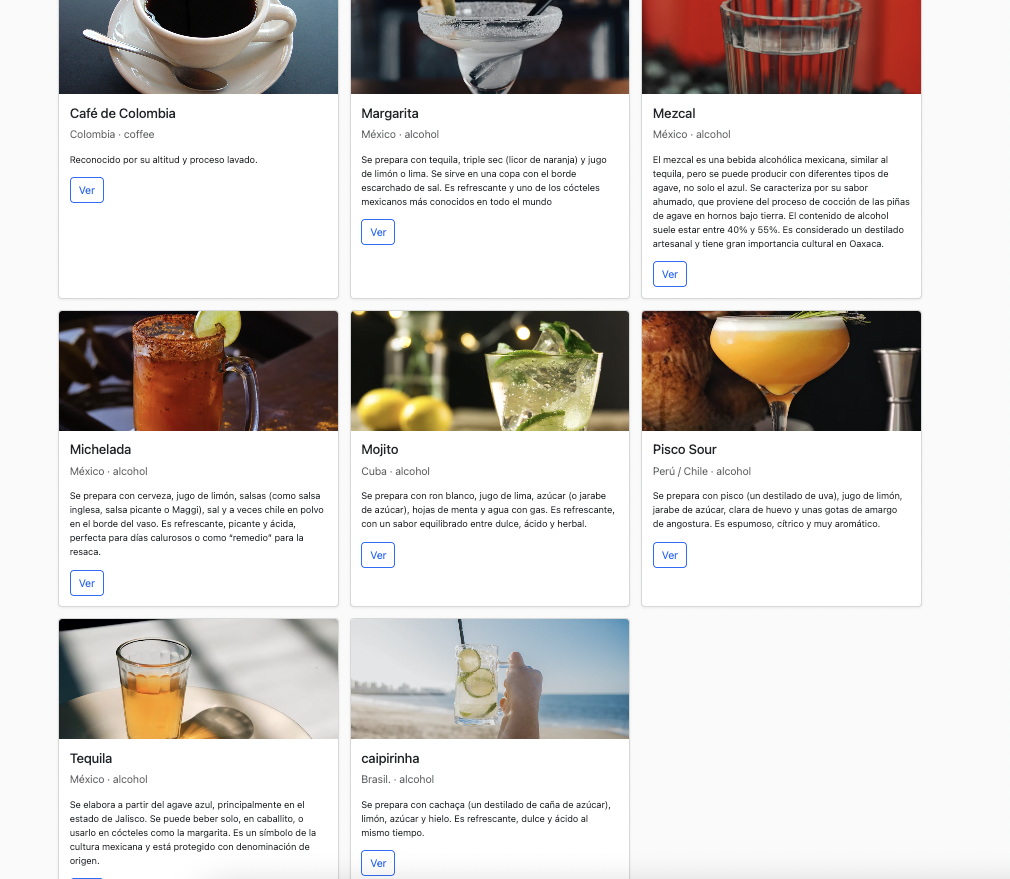 Café de Colombia
Colombia · coffee
Reconocido por su altitud y proceso lavado.
Ver
Margarita
México · alcohol
Se prepara con tequila, triple sec (licor de naranja) y jugo
de limón o lima. Se sirve en una copa con el borde
escarchado de sal. Es refrescante y uno de los cócteles
mexicanos más conocidos en todo el mundo
Ver
Mezcal
México · alcohol
El mezcal es una bebida alcohólica mexicana, similar al
tequila, pero se puede producir con diferentes tipos de
agave, no solo el azul. Se caracteriza por su sabor
ahumado, que proviene del proceso de cocción de las piñas
de agave en hornos bajo tierra. El contenido de alcohol
suele estar entre 40% y 55%. Es considerado un destilado
artesanal y tiene gran importancia cultural en Oaxaca.
Ver
Michelada
México · alcohol
Se prepara con cerveza, jugo de limón, salsas (como salsa
inglesa, salsa picante o Maggi), sal y a veces chile en polvo
en el borde del vaso. Es refrescante, picante y ácida,
perfecta para días calurosos o como “remedio” para la
resaca.
Ver
Mojito
Cuba · alcohol
Se prepara con ron blanco, jugo de lima, azúcar (o jarabe
de azúcar), hojas de menta y agua con gas. Es refrescante,
con un sabor equilibrado entre dulce, ácido y herbal.
Ver
Pisco Sour
Perú / Chile · alcohol
Se prepara con pisco (un destilado de uva), jugo de limón,
jarabe de azúcar, clara de huevo y unas gotas de amargo
de angostura. Es espumoso, cítrico y muy aromático.
Ver
Tequila
México · alcohol
Se elabora a partir del agave azul, principalmente en el
estado de Jalisco. Se puede beber solo, en caballito, o
usarlo en cócteles como la margarita. Es un símbolo de la
cultura mexicana y está protegido con denominación de
origen.
caipirinha
Brasil. · alcohol
Se prepara con cachaça (un destilado de caña de azúcar),
limón, azúcar y hielo. Es refrescante, dulce y ácido al
mismo tiempo.
Ver